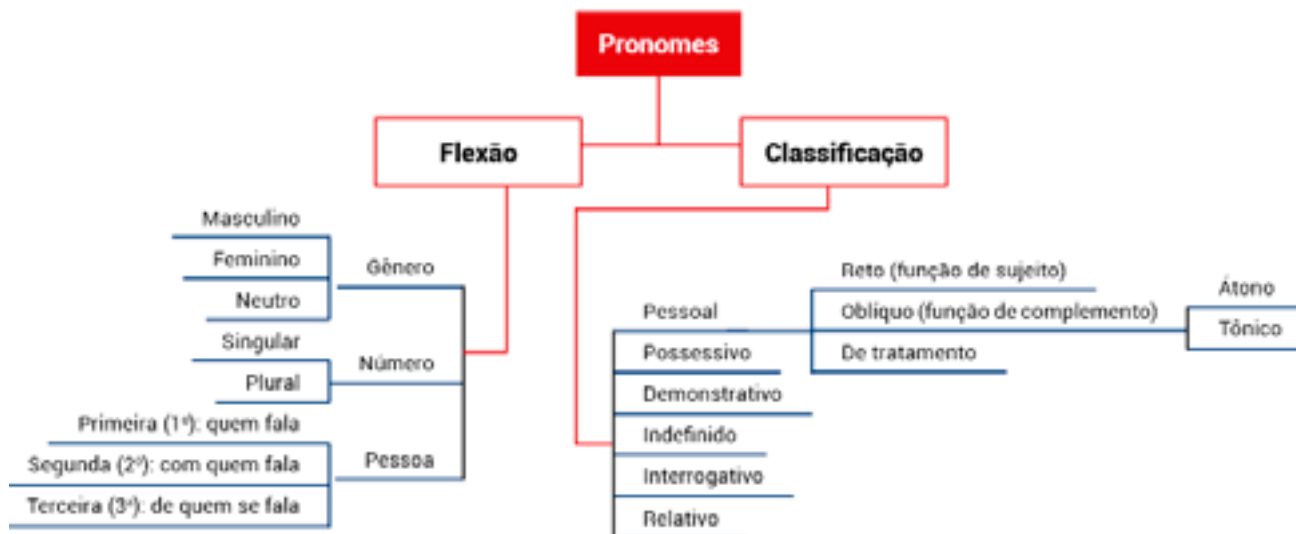 Pronomes
Flexão
Classificação
Masculino
Feminino
Neutro
Gênero
Singular
Plural
Número
Primeira (1ª): quem fala
Segunda (2ª): com quem fala
Terceira (3ª): de quem se fala
Pessoa
Pessoal
Possessivo
Demonstrativo
Indefinido
Interrogativo
Relativo
Reto (função de sujeito)
Oblíquo (função de complemento)
De tratamento
Átono
Tônico